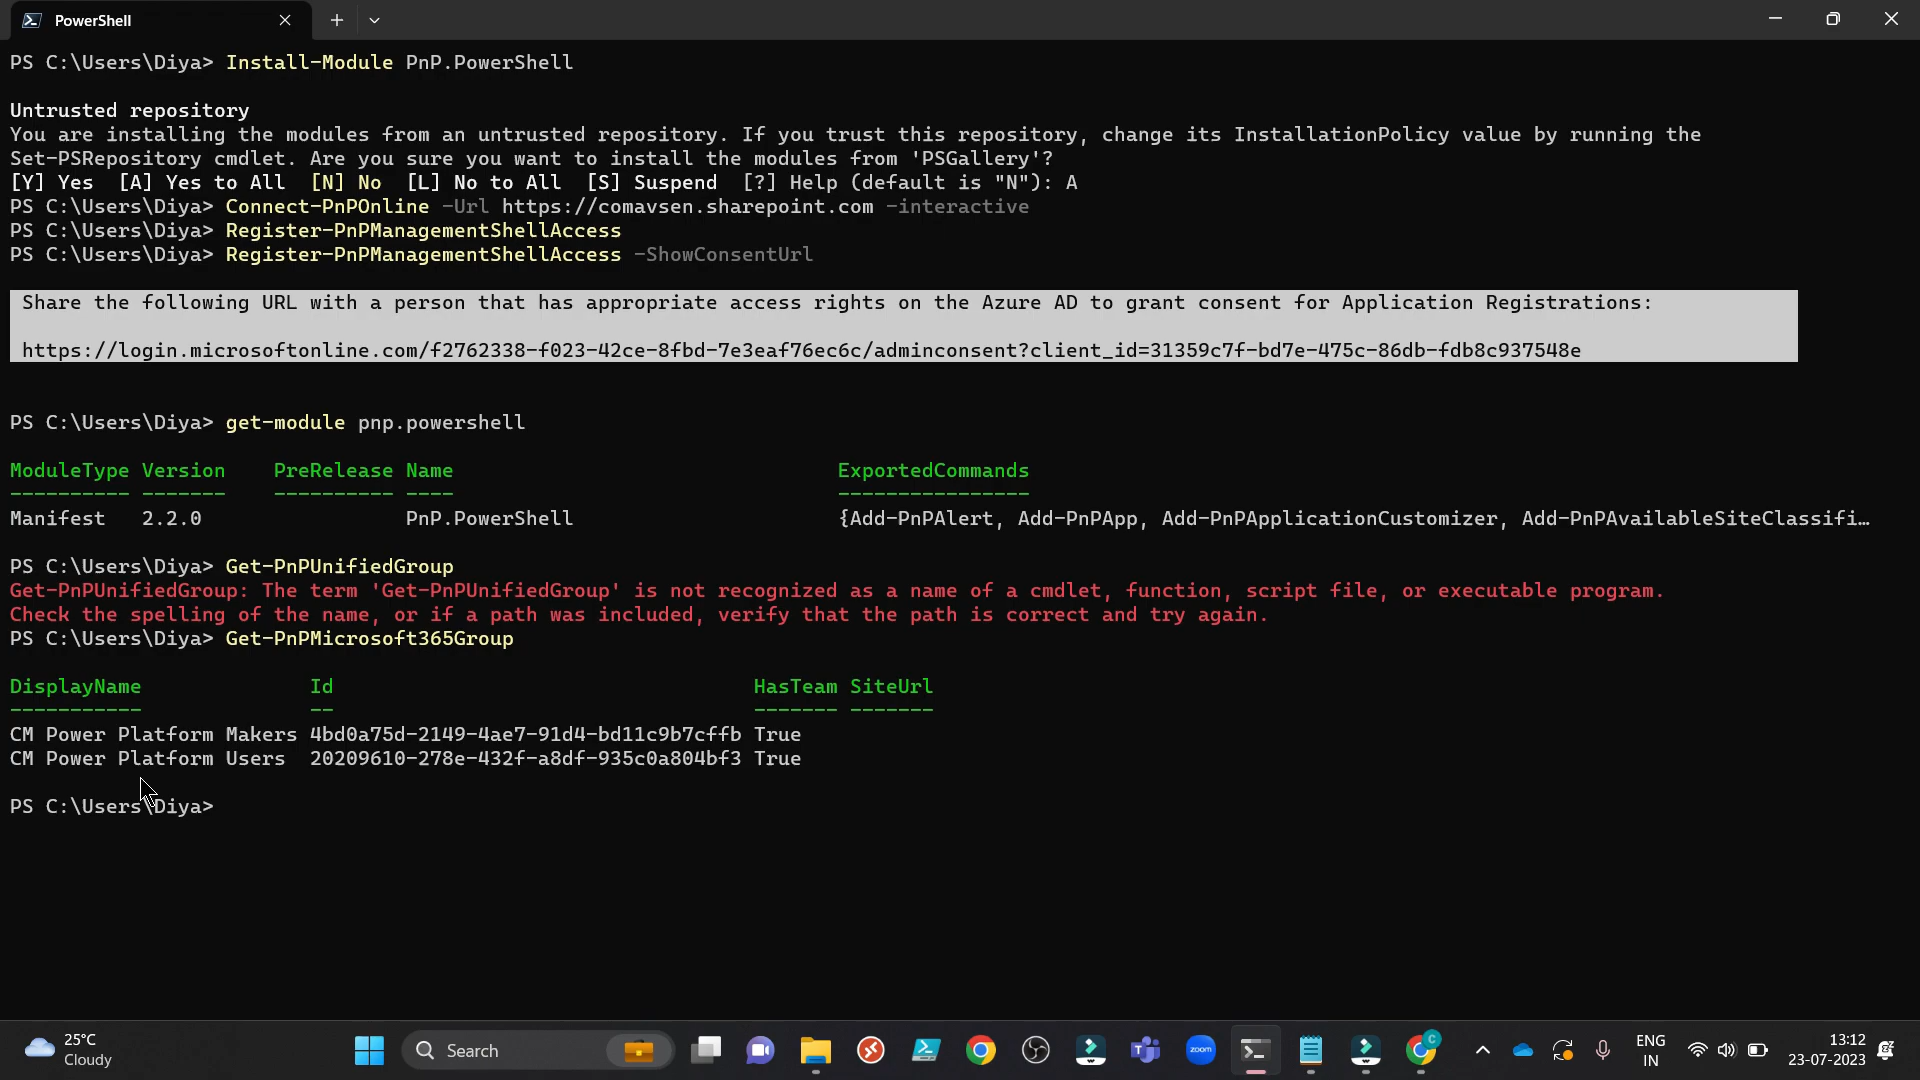 PowerShell
PS C:\Users\Diya> Install-Module PnP.PowerShell
Untrusted repository
You are installing the modules from an untrusted repository. If you trust this repository, change its InstallationPolicy value by running the
Set-PSRepository cmdlet. Are you sure you want to install the modules from 'PSGallery'?
[Y] Yes  [A] Yes to All  [N] No  [L] No to All  [S] Suspend  [?] Help (default is "N"): A
PS C:\Users\Diya> Connect-PnPOnline -Url https://comavsen.sharepoint.com -interactive
PS C:\Users\Diya> Register-PnPManagementShellAccess
PS C:\Users\Diya> Register-PnPManagementShellAccess -ShowConsentUrl
Share the following URL with a person that has appropriate access rights on the Azure AD to grant consent for Application Registrations:
https://login.microsoftonline.com/f2762338-f023-42ce-8fbd-7e3eaf76ec6c/adminconsent?client_id=31359c7f-bd7e-475c-86db-fdb8c937548e
PS C:\Users\Diya> get-module pnp.powershell
ModuleType Version    PreRelease Name                                ExportedCommands
---------- -------    ---------- ----                                ----------------
Manifest   2.2.0                 PnP.PowerShell                      {Add-PnPAlert, Add-PnPApp, Add-PnPApplicationCustomizer, Add-PnPAvailableSiteClassifi…
PS C:\Users\Diya> Get-PnPUnifiedGroup
Get-PnPUnifiedGroup: The term 'Get-PnPUnifiedGroup' is not recognized as a name of a cmdlet, function, script file, or executable program.
Check the spelling of the name, or if a path was included, verify that the path is correct and try again.
PS C:\Users\Diya> Get-PnPMicrosoft365Group
DisplayName              Id                                   HasTeam SiteUrl
-----------              --                                   ------- -------
CM Power Platform Makers 4bd0a75d-2149-4ae7-91d4-bd11c9b7cffb True
CM Power Platform Users  20209610-278e-432f-a8df-935c0a804bf3 True
PS C:\Users\Diya>
25°C
Cloudy
Search
zoom
C
ENG
IN
13:12
23-07-2023